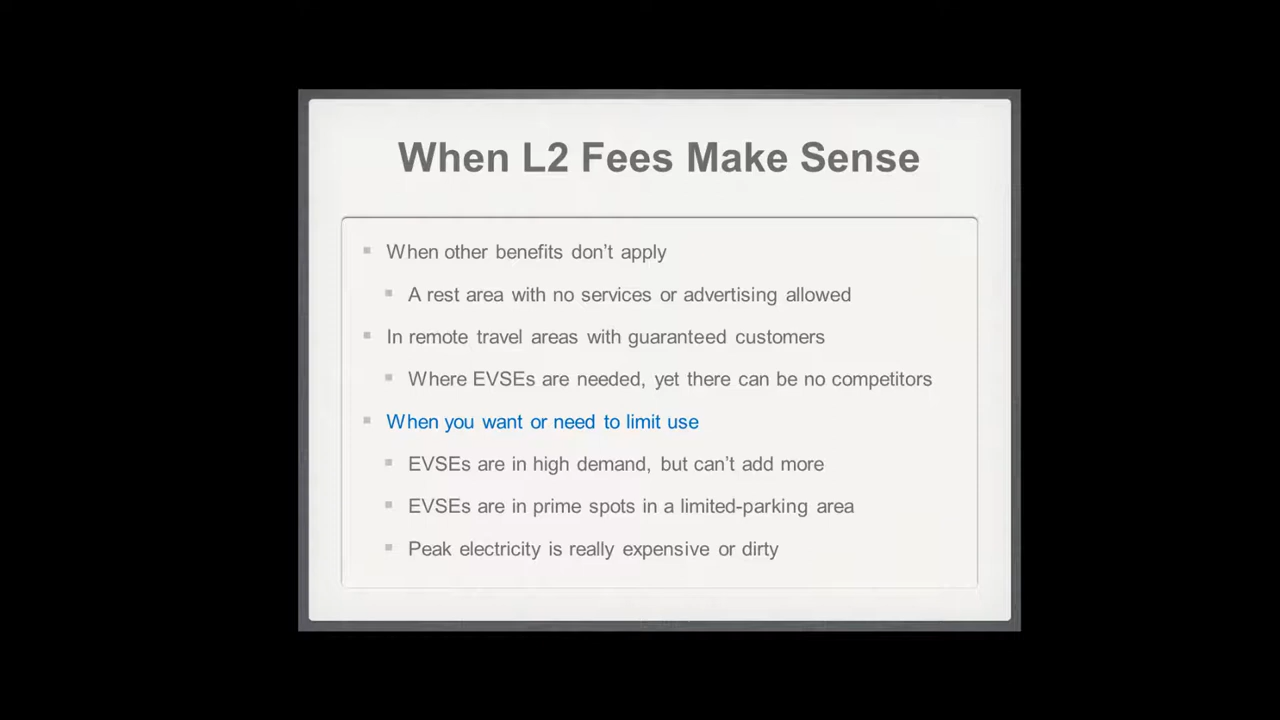 When L2 Fees Make Sense
When other benefits don’t apply
A rest area with no services or advertising allowed
In remote travel areas with guaranteed customers
Where EVSEs are needed, yet there can be no competitors
When you want or need to limit use
EVSEs are in high demand, but can’t add more
EVSEs are in prime spots in a limited-parking area
Peak electricity is really expensive or dirty